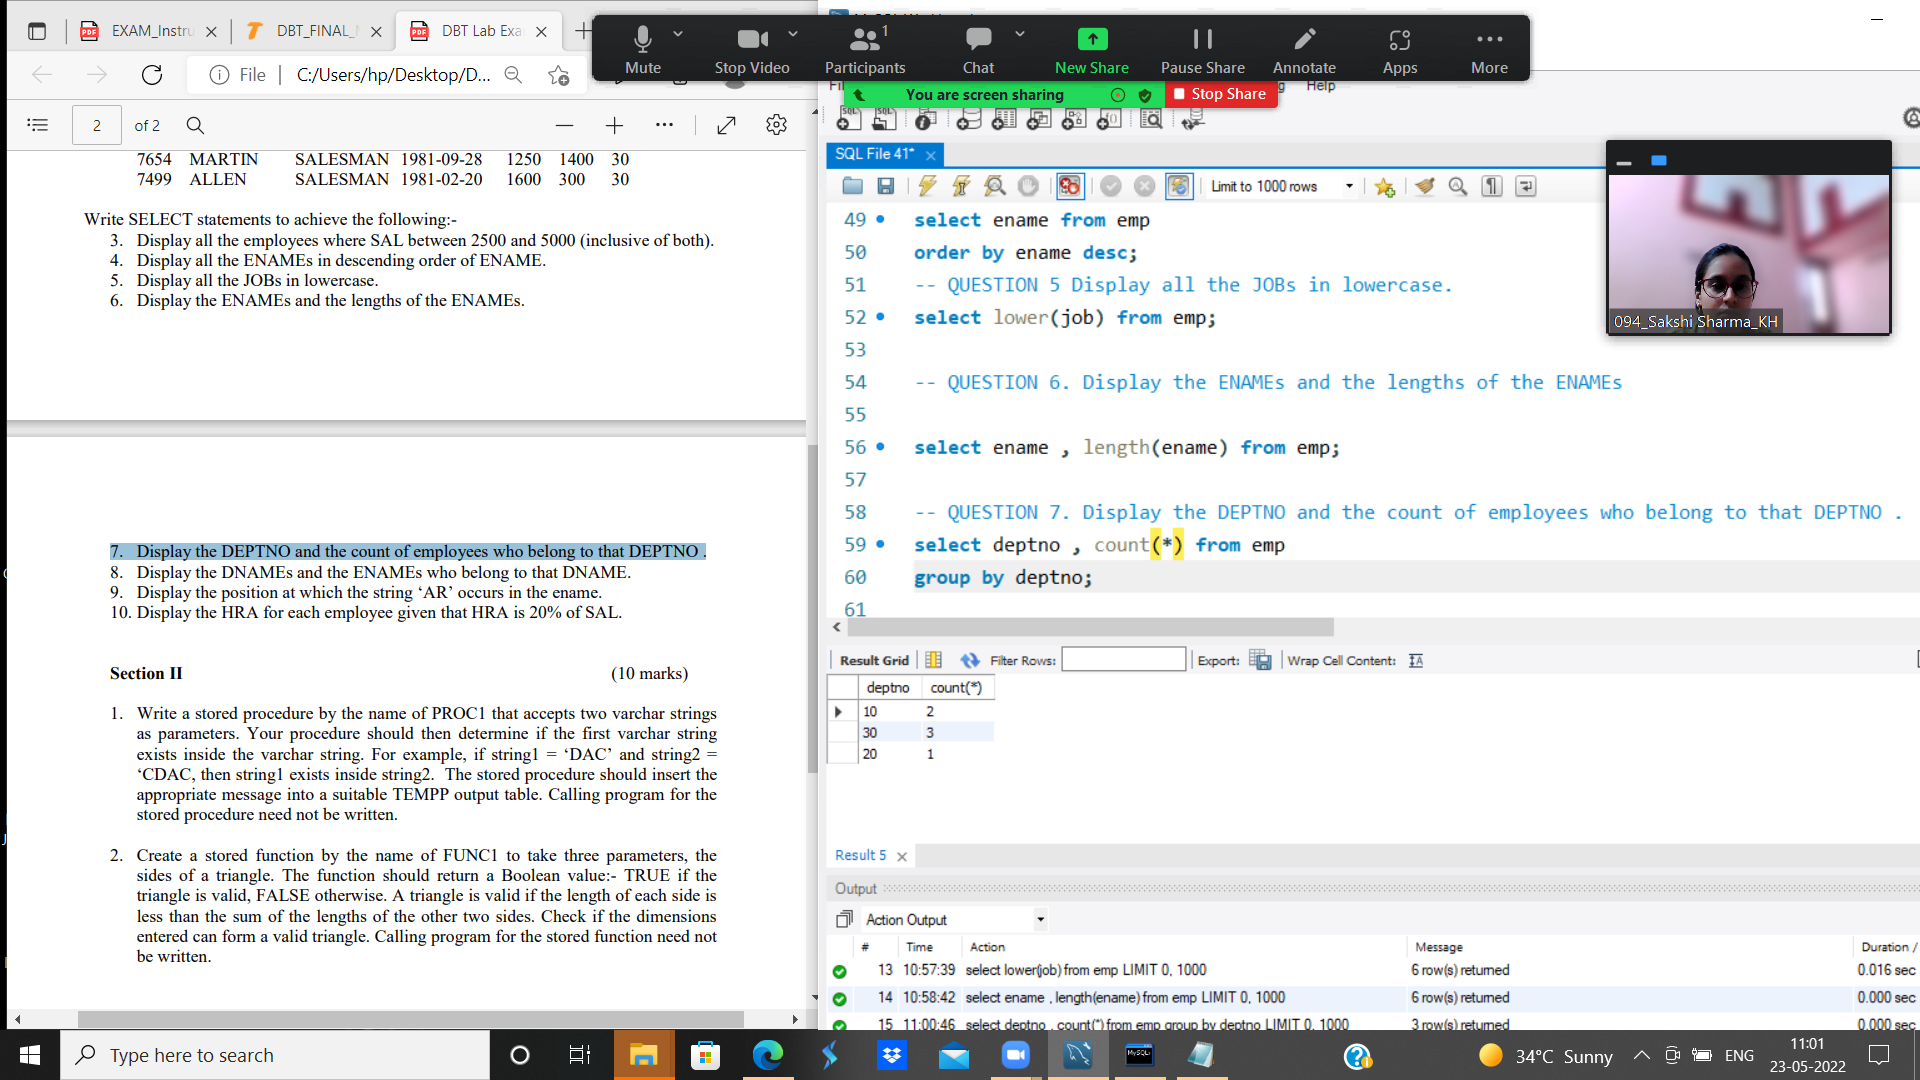 EXAM_Instru
DBT_FINAL_
DBT Lab Exa
Mute
Stop Video
Participants
1
Chat
New Share
Pause Share
Annotate
Apps
More
File
C:/Users/hp/Desktop/D...
You are screen sharing
Stop Share
Help
2 of 2
7654 MARTIN SALESMAN 1981-09-28 1250 1400 30
7499 ALLEN SALESMAN 1981-02-20 1600 300 30
Write SELECT statements to achieve the following:-
3. Display all the employees where SAL between 2500 and 5000 (inclusive of both).
4. Display all the ENAMEs in descending order of ENAME.
5. Display all the JOBs in lowercase.
6. Display the ENAMEs and the lengths of the ENAMEs.
7. Display the DEPTNO and the count of employees who belong to that DEPTNO .
8. Display the DNAMEs and the ENAMEs who belong to that DNAME.
9. Display the position at which the string ‘AR’ occurs in the ename.
10. Display the HRA for each employee given that HRA is 20% of SAL.
Section II (10 marks)
1. Write a stored procedure by the name of PROC1 that accepts two varchar strings
as parameters. Your procedure should then determine if the first varchar string
exists inside the varchar string. For example, if string1 = ‘DAC’ and string2 =
‘CDAC, then string1 exists inside string2. The stored procedure should insert the
appropriate message into a suitable TEMPP output table. Calling program for the
stored procedure need not be written.
2. Create a stored function by the name of FUNC1 to take three parameters, the
sides of a triangle. The function should return a Boolean value:- TRUE if the
triangle is valid, FALSE otherwise. A triangle is valid if the length of each side is
less than the sum of the lengths of the other two sides. Check if the dimensions
entered can form a valid triangle. Calling program for the stored function need not
be written.
SQL File 41*
Limit to 1000 rows
49 select ename from emp
50 order by ename desc;
51 -- QUESTION 5 Display all the JOBs in lowercase.
52 select lower(job) from emp;
53
54 -- QUESTION 6. Display the ENAMEs and the lengths of the ENAMEs
55
56 select ename , length(ename) from emp;
57
58 -- QUESTION 7. Display the DEPTNO and the count of employees who belong to that DEPTNO .
59 select deptno , count(*) from emp
60 group by deptno;
61
094_Sakshi Sharma_KH
Result Grid
Filter Rows:
Export:
Wrap Cell Content:
deptno count(*)
10 2
30 3
20 1
Result 5
Output
Action Output
# Time Action Message Duration /
13 10:57:39 select lower(job) from emp LIMIT 0, 1000 6 row(s) returned 0.016 sec
14 10:58:42 select ename , length(ename) from emp LIMIT 0, 1000 6 row(s) returned 0.000 sec
15 11:00:46 select deptno , count(*) from emp group by deptno LIMIT 0, 1000 3 row(s) returned 0.000 sec
Type here to search
34°C Sunny
ENG
11:01
23-05-2022